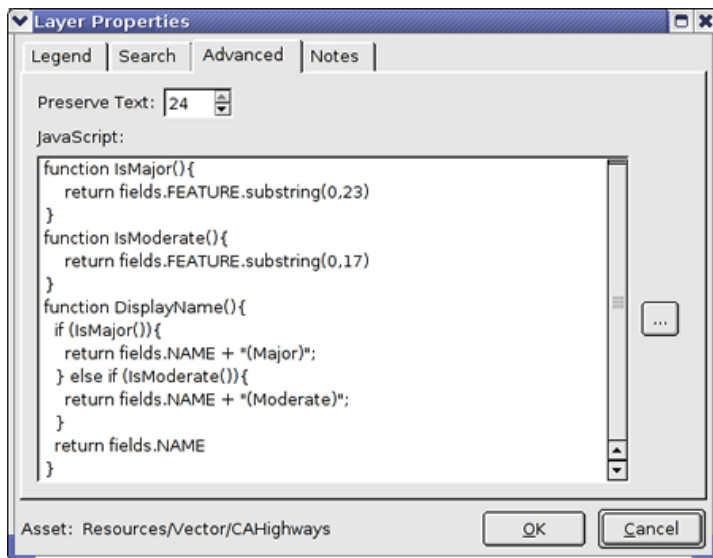 Layer Properties
Legend Search Advanced Notes
Preserve Text: 24
JavaScript:
function IsMajor(){
return fields.FEATURE.substring(0,23)
}
function IsModerate(){
return fields.FEATURE.substring(0,17)
}
function DisplayName(){
if (IsMajor()){
return fields.NAME + "(Major)";
} else if (IsModerate()){
return fields.NAME + "(Moderate)";
}
return fields.NAME
}
...
Asset: Resources/Vector/CAHighways OK Cancel